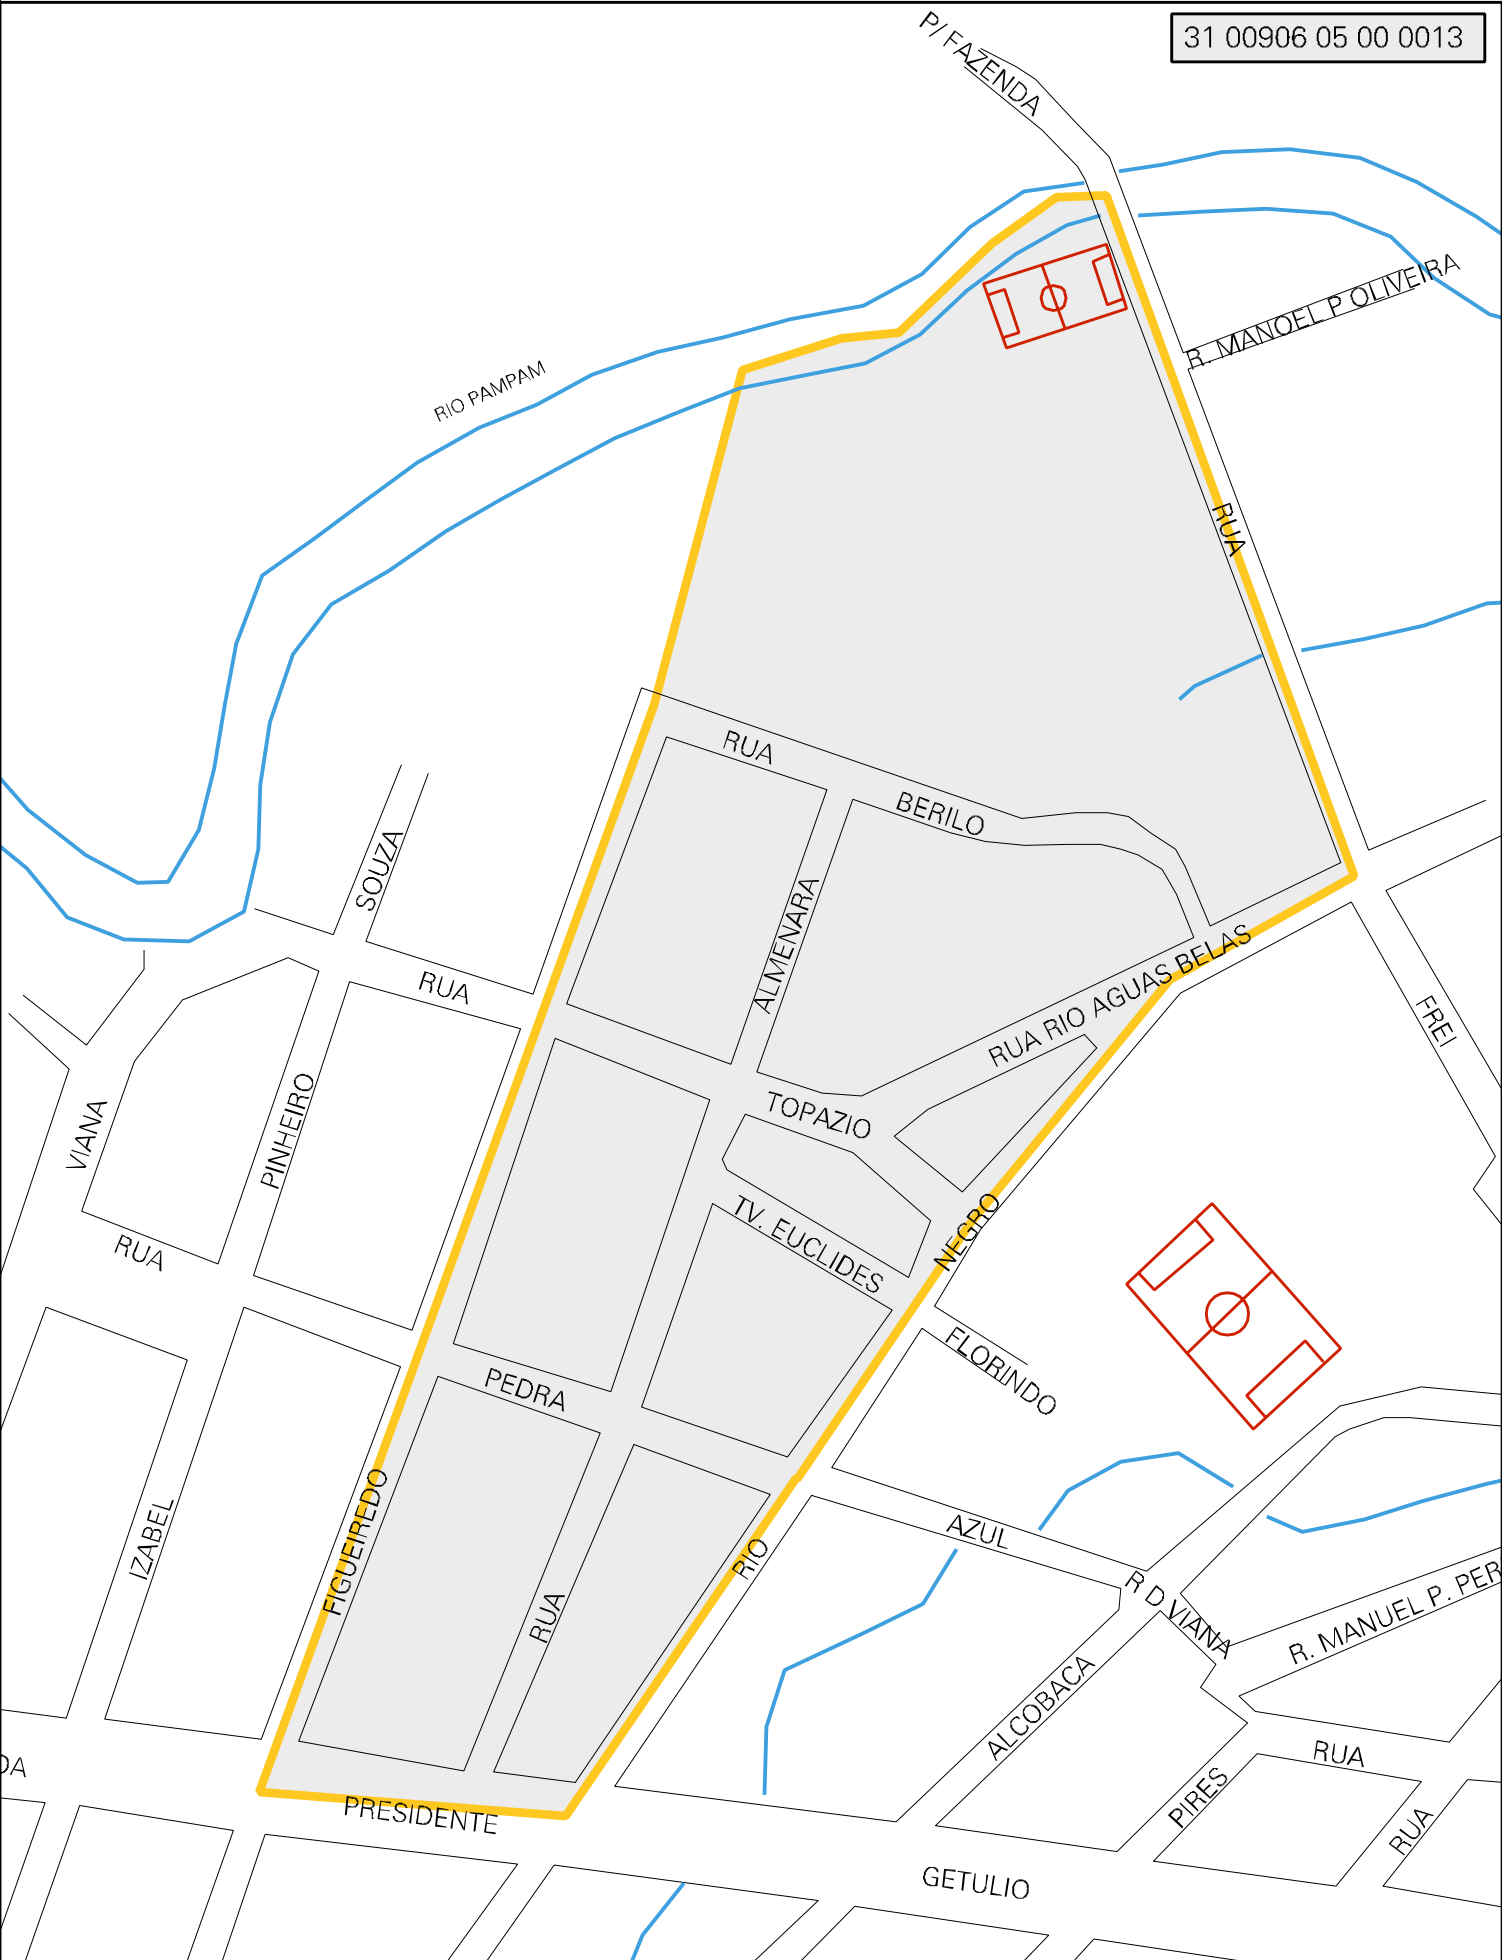 P/ FAZENDA
31 00906 05 00 0013
R. MANOEL P OLIVEIRA
RIO PAMPAM
RUA
RUA
BERILO
SOUZA
ALMENARA
RUA
RUA RIO AGUAS BELAS
FREI
VIANA
PINHEIRO
TOPAZIO
RUA
TV. EUCLIDES
NEGRO
FLORINDO
PEDRA
IZABEL
FIGUEIREDO
AZUL
RIO
RUA
R D VIANA
R. MANUEL P. PER
ALCOBACA
RUA
DA
PIRES
PRESIDENTE
RUA
GETULIO